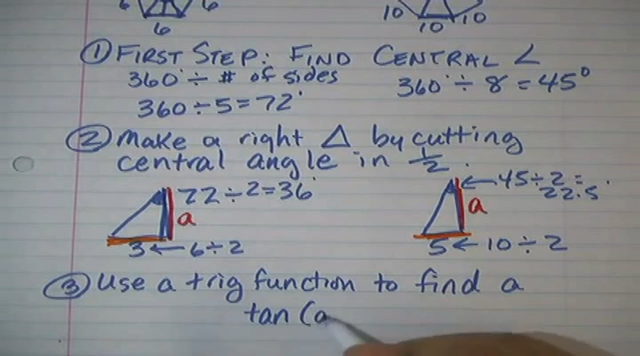 6 6
6
10 10
10
① First Step: Find Central ∠
360° ÷ # of sides
360° ÷ 8 = 45°
360 ÷ 5 = 72°
② Make a right △ by cutting
central angle in 1/2.
72 ÷ 2 = 36°
a
3 ← 6 ÷ 2
← 45 ÷ 2 =
22.5°
a
5 ← 10 ÷ 2
③ Use a trig function to find a
tan (a